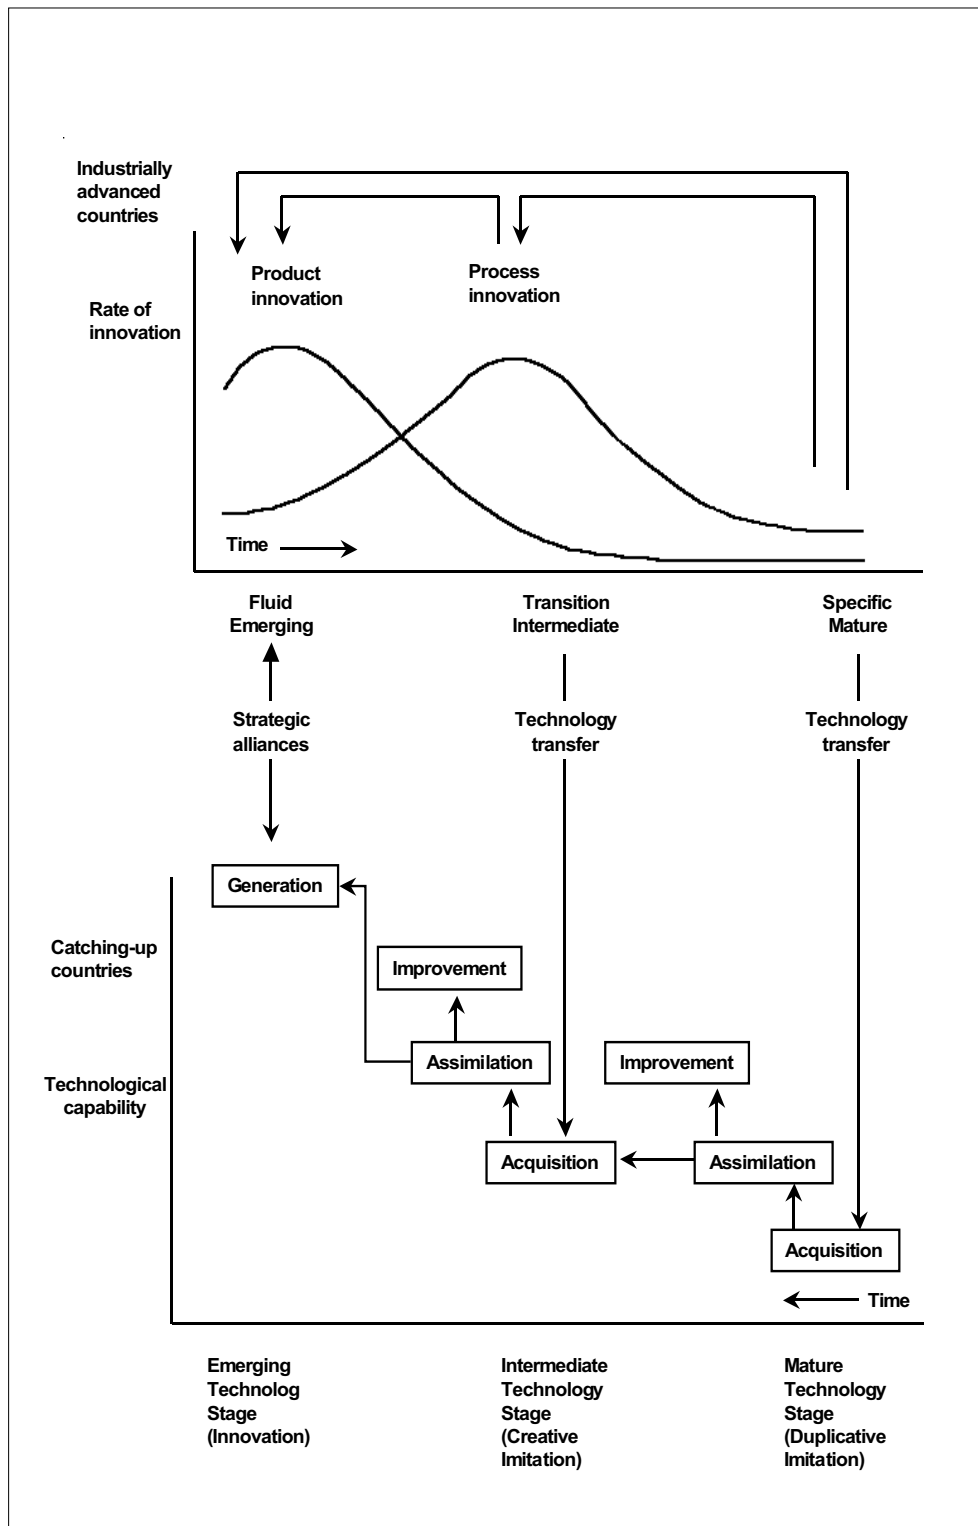 Industrially
advanced
countries
Product
innovation
Process
innovation
Rate of
innovation
Time
Fluid
Emerging
Transition
Intermediate
Specific
Mature
Strategic
alliances
Technology
transfer
Technology
transfer
Generation
Catching-up
countries
Improvement
Assimilation
Improvement
Technological
capability
Acquisition
Assimilation
Acquisition
Time
Emerging
Technolog
Stage
(Innovation)
Intermediate
Technology
Stage
(Creative
Imitation)
Mature
Technology
Stage
(Duplicative
Imitation)